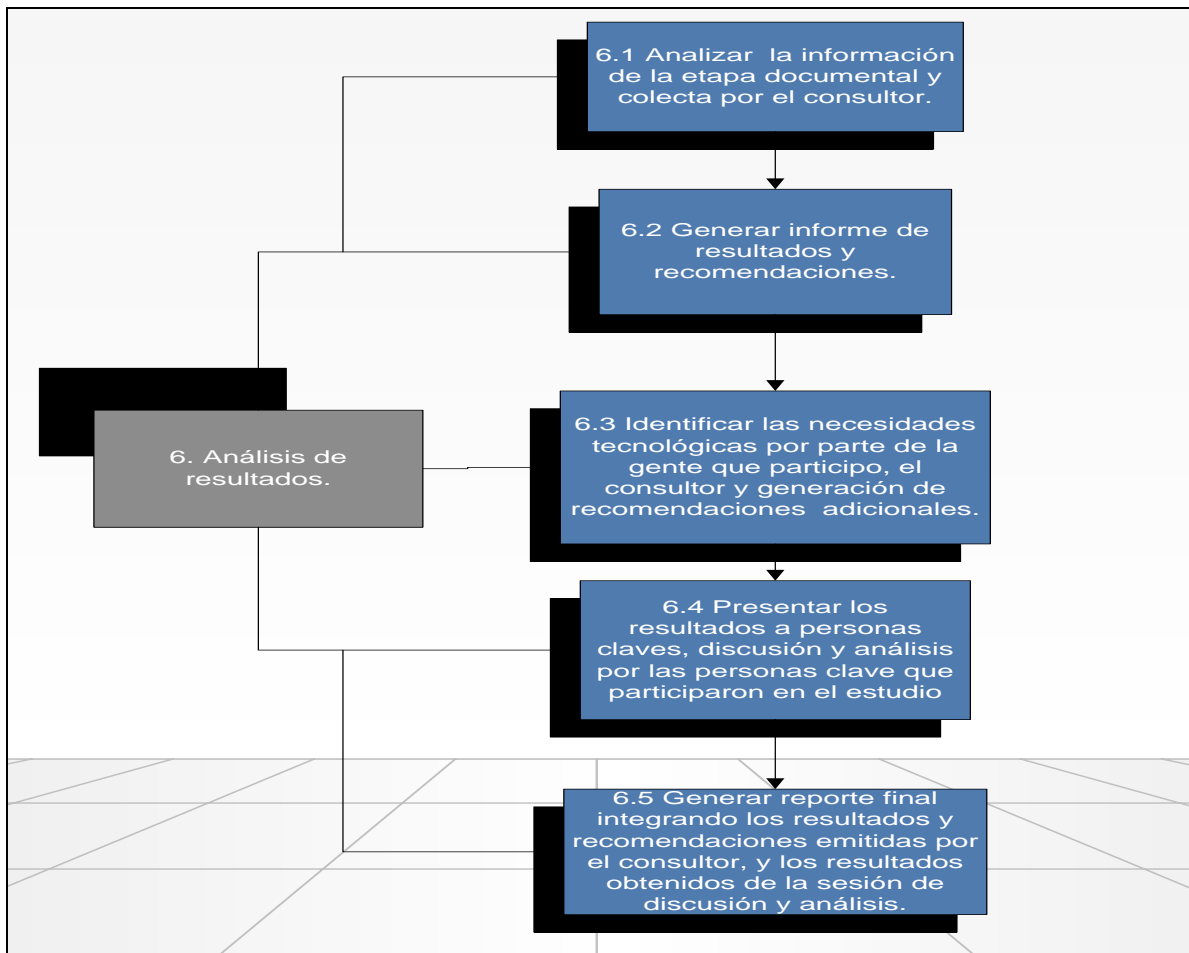 6.1 Analizar  la información
de la etapa documental y
colecta por el consultor.
6.2 Generar informe de
resultados y
recomendaciones.
6. Análisis de
resultados.
6.3 Identificar las necesidades
tecnológicas por parte de la
gente que participo, el
consultor y generación de
recomendaciones  adicionales.
6.4 Presentar los
resultados a personas
claves, discusión y análisis
por las personas clave que
participaron en el estudio
6.5 Generar reporte final
integrando los resultados y
recomendaciones emitidas por
el consultor, y los resultados
obtenidos de la sesión de
discusión y análisis.